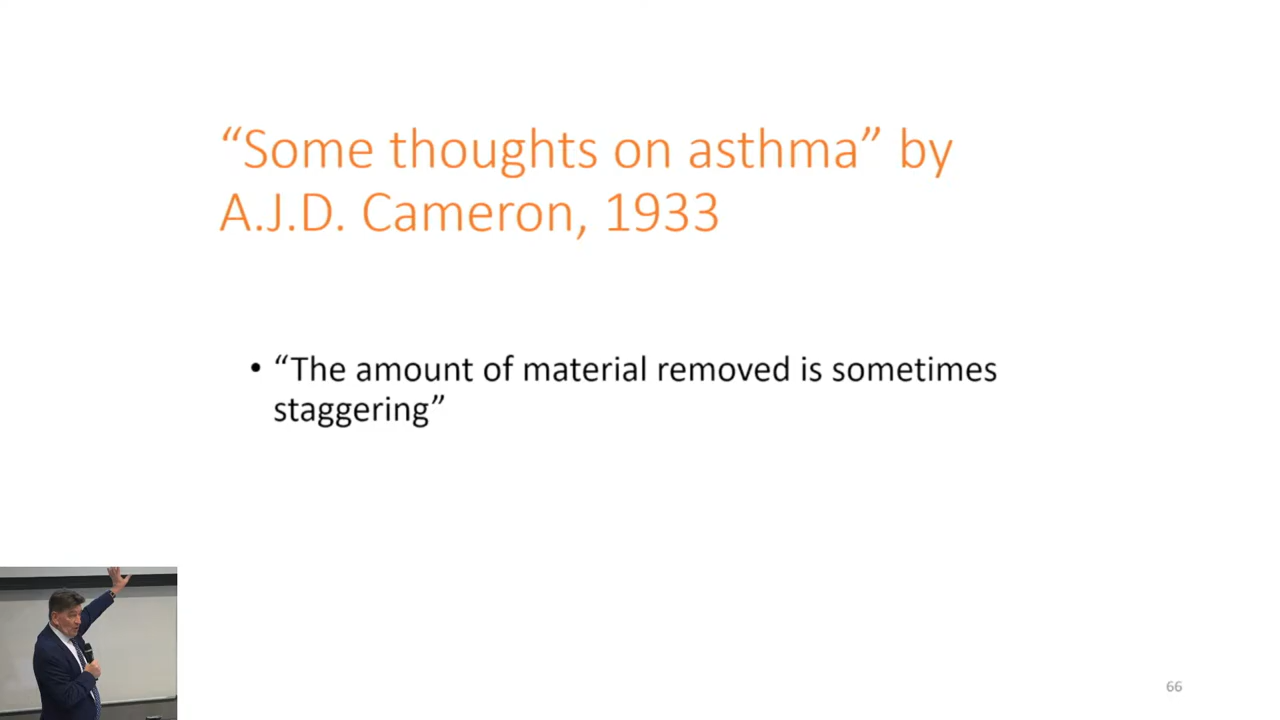 “Some thoughts on asthma” by
A.J.D. Cameron, 1933
• “The amount of material removed is sometimes
staggering”
66